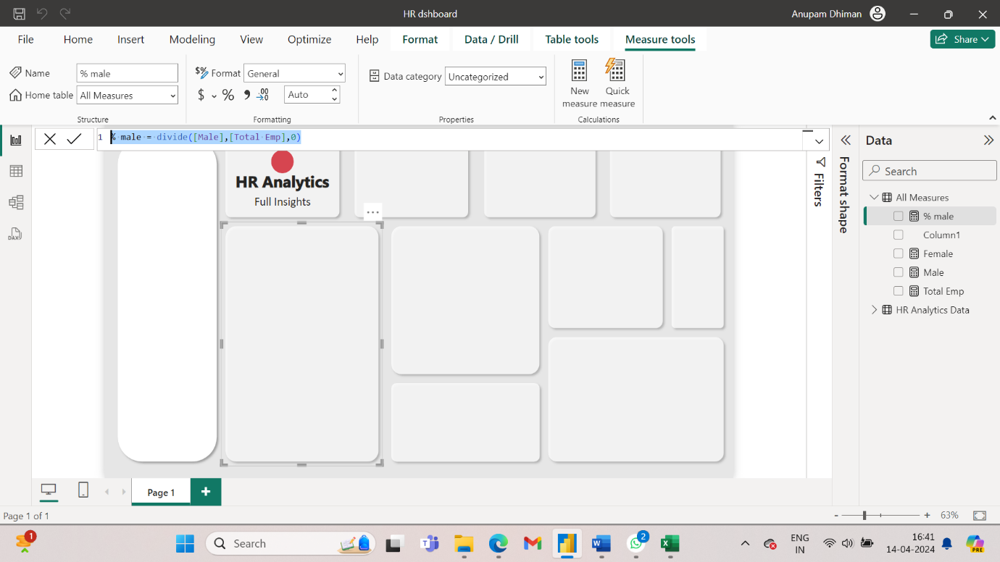 HR dshboard
Anupam Dhiman
File Home Insert Modeling View Optimize Help Format Data / Drill Table tools Measure tools
Share
Name % male
Home table All Measures
Structure
Format General
$ % 9 .00 Auto
Formatting
Data category Uncategorized
Properties
New measure
Quick measure
Calculations
1 % male = divide([Male],[Total Emp],0)
HR Analytics
Full Insights
...
Filters
Format shape
Data
Search
All Measures
% male
Column1
Female
Male
Total Emp
HR Analytics Data
DAX
Page 1
+
Page 1 of 1
- + 63%
1
Search
2
ENG
IN
16:41
14-04-2024
PRE